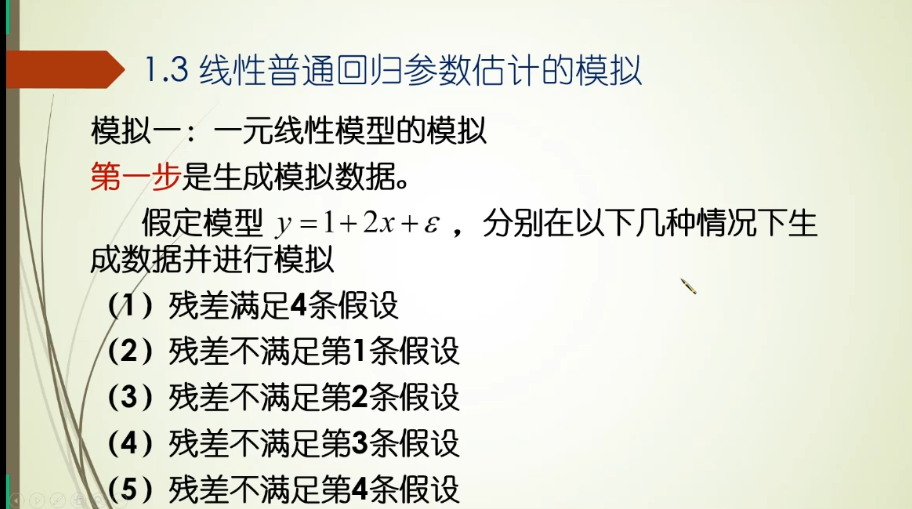 1.3 线性普通回归参数估计的模拟
模拟一：一元线性模型的模拟
第一步是生成模拟数据。
假定模型 y = 1 + 2x + ε ，分别在以下几种情况下生
成数据并进行模拟
（1）残差满足4条假设
（2）残差不满足第1条假设
（3）残差不满足第2条假设
（4）残差不满足第3条假设
（5）残差不满足第4条假设